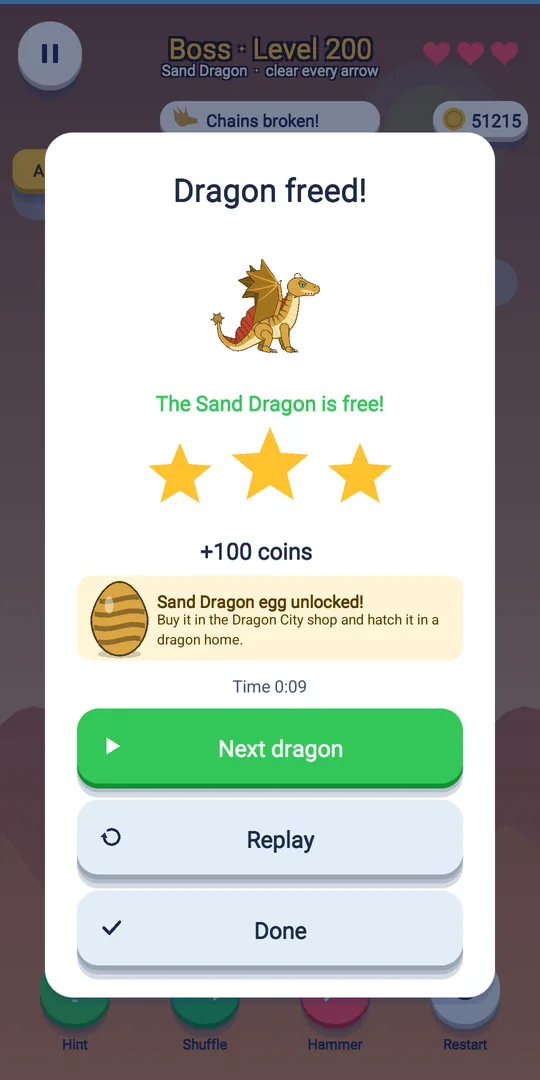 Boss · Level 200
Sand Dragon · clear every arrow
Chains broken!
51215
A
Dragon freed!
The Sand Dragon is free!
+100 coins
Sand Dragon egg unlocked!
Buy it in the Dragon City shop and hatch it in a
dragon home.
Time 0:09
Next dragon
Replay
Done
Hint
Shuffle
Hammer
Restart